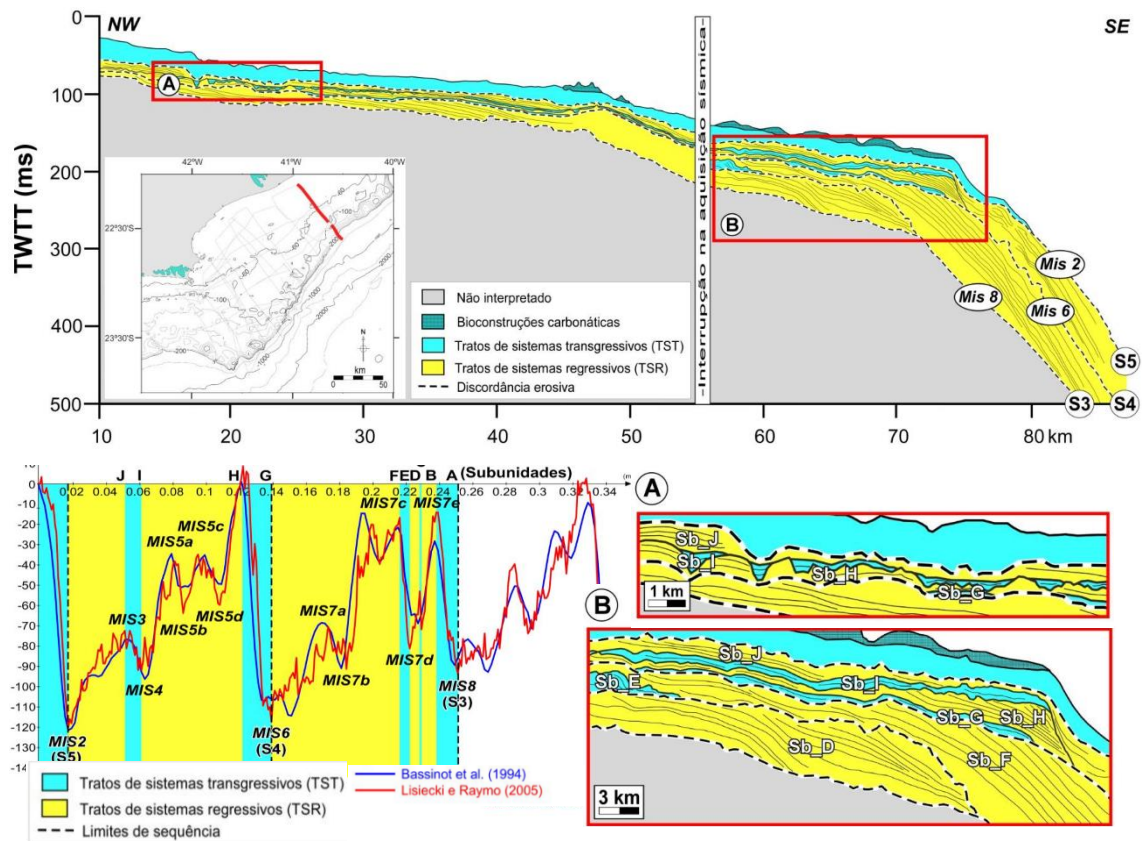 NW
SE
TWTT (ms)
0
100
200
300
400
500
10 20 30 40 50 60 70 80 km
A
B
-Interrupção na aquisição sísmica-
Mis 8
Mis 6
Mis 2
S3
S4
S5
42°W 41°W 40°W
22°30'S
23°30'S
N
km
0 50
Não interpretado
Bioconstruções carbonáticas
Tratos de sistemas transgressivos (TST)
Tratos de sistemas regressivos (TSR)
Discordância erosiva
J I H G FED B A (Subunidades)
0.02 0.04 0.06 0.08 0.1 0.12 0.14 0.16 0.18 0.2 0.22 0.24 0.26 0.28 0.3 0.32 0.34
0
-20
-30
-40
-50
-60
-70
-80
-90
-100
-110
-120
-130
MIS2
(S5)
MIS3
MIS4
MIS5a
MIS5b
MIS5c
MIS5d
MIS6
(S4)
MIS7a
MIS7b
MIS7c
MIS7d
MIS7e
MIS8
(S3)
Tratos de sistemas transgressivos (TST)
Tratos de sistemas regressivos (TSR)
Limites de sequência
Bassinot et al. (1994)
Lisiecki e Raymo (2005)
A
Sb_J
Sb_I
Sb_H
Sb_G
1 km
B
Sb_J
Sb_E
Sb_I
Sb_G
Sb_H
Sb_D
Sb_F
3 km